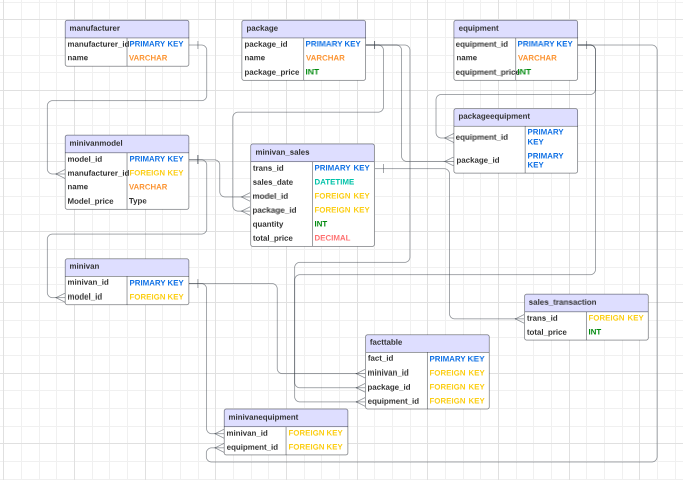 manufacturer
manufacturer_id PRIMARY KEY
name VARCHAR
package
package_id PRIMARY KEY
name VARCHAR
package_price INT
equipment
equipment_id PRIMARY KEY
name VARCHAR
equipment_price INT
packageequipment
equipment_id PRIMARY KEY
package_id PRIMARY KEY
minivanmodel
model_id PRIMARY KEY
manufacturer_id FOREIGN KEY
name VARCHAR
Model_price Type
minivan_sales
trans_id PRIMARY KEY
sales_date DATETIME
model_id FOREIGN KEY
package_id FOREIGN KEY
quantity INT
total_price DECIMAL
minivan
minivan_id PRIMARY KEY
model_id FOREIGN KEY
sales_transaction
trans_id FOREIGN KEY
total_price INT
facttable
fact_id PRIMARY KEY
minivan_id FOREIGN KEY
package_id FOREIGN KEY
equipment_id FOREIGN KEY
minivanequipment
minivan_id FOREIGN KEY
equipment_id FOREIGN KEY